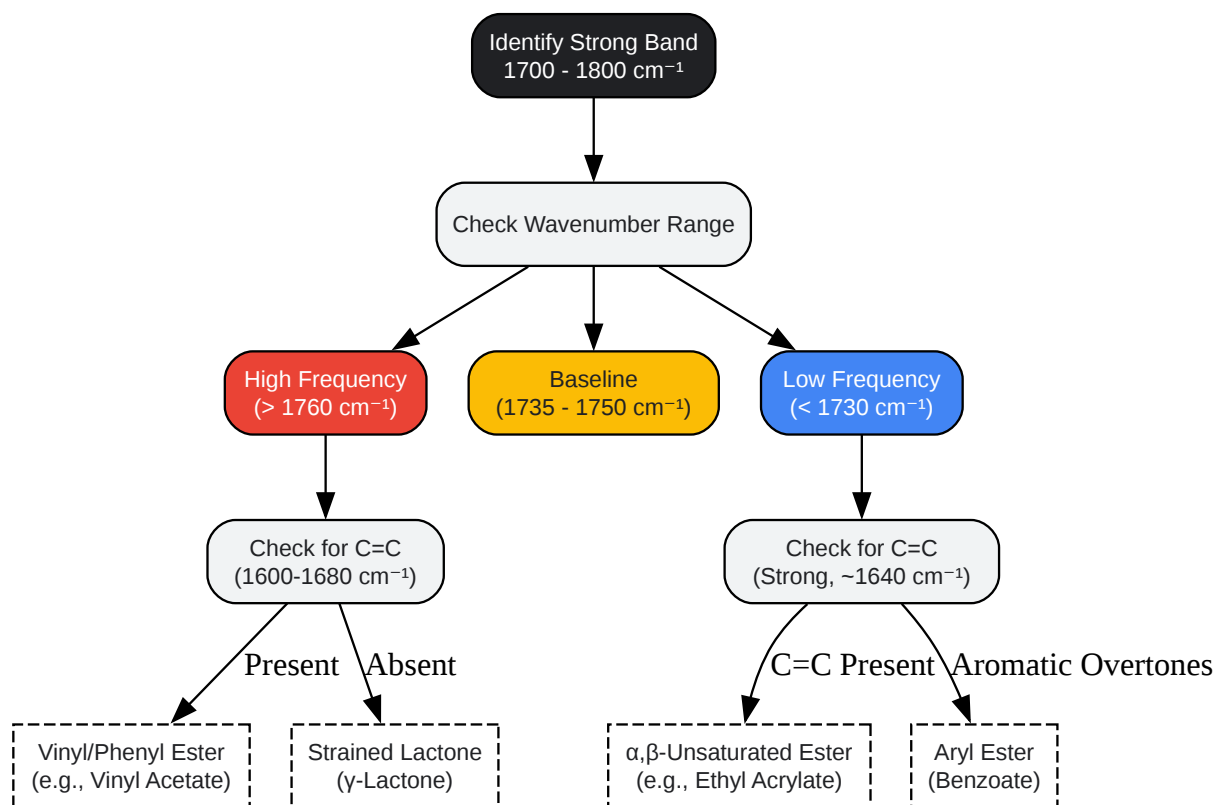 Identify Strong Band
1700 - 1800 cm⁻¹
Check Wavenumber Range
High Frequency
(> 1760 cm⁻¹)
Baseline
(1735 - 1750 cm⁻¹)
Low Frequency
(< 1730 cm⁻¹)
Check for C=C
(1600-1680 cm⁻¹)
Check for C=C
(Strong, ~1640 cm⁻¹)
Present
Absent
C=C Present
Aromatic Overtones
Vinyl/Phenyl Ester
(e.g., Vinyl Acetate)
Strained Lactone
(γ-Lactone)
α,β-Unsaturated Ester
(e.g., Ethyl Acrylate)
Aryl Ester
(Benzoate)